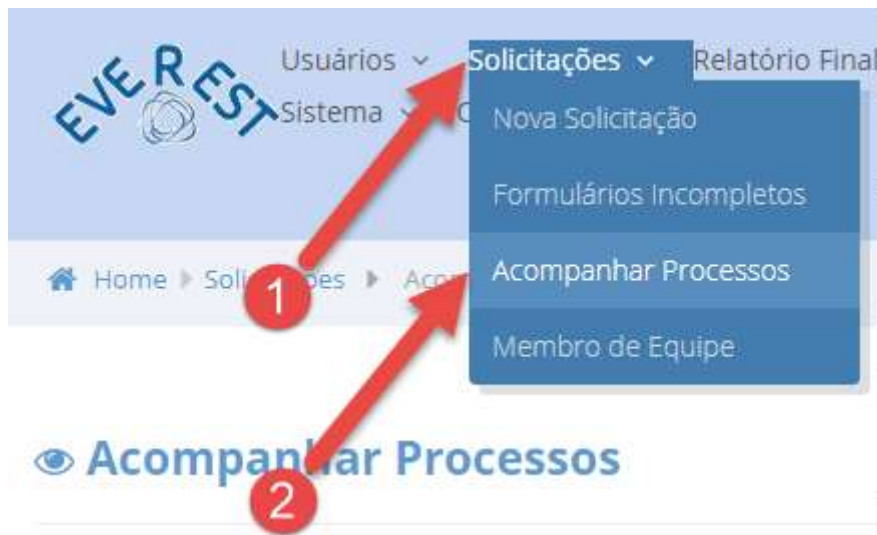 EVEREST
Usuários
Solicitações
Relatório Final
Sistema
Nova Solicitação
Formulários Incompletos
Acompanhar Processos
Membro de Equipe
Home
1
Acompanhar Processos
2